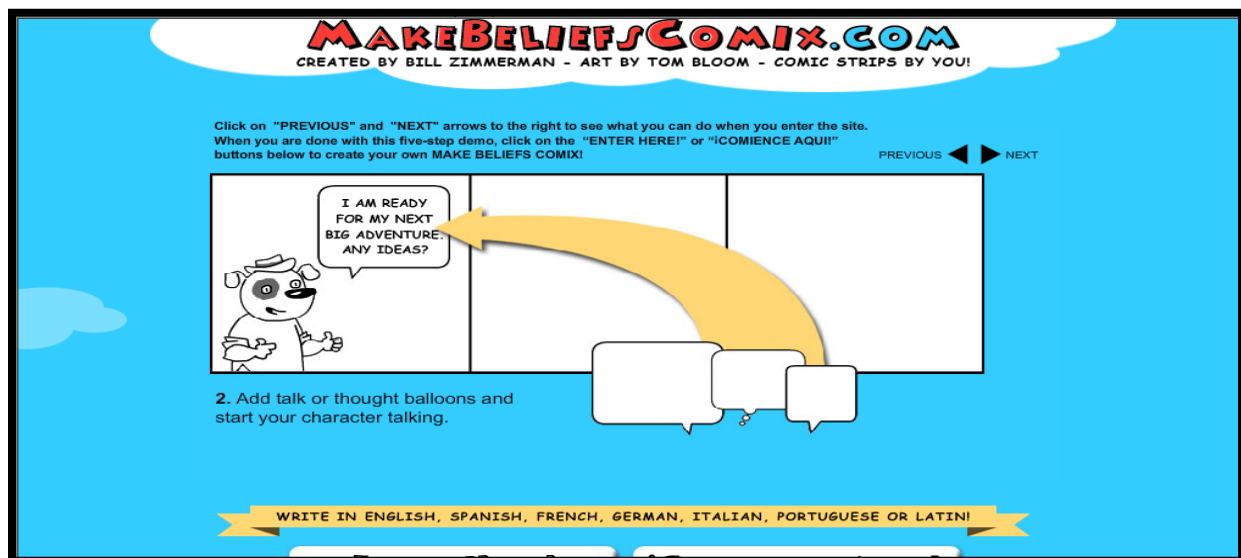 MAKEBELIEFSCOMIX.COM
CREATED BY BILL ZIMMERMAN - ART BY TOM BLOOM - COMIC STRIPS BY YOU!
Click on "PREVIOUS" and "NEXT" arrows to the right to see what you can do when you enter the site.
When you are done with this five-step demo, click on the “ENTER HERE!” or “¡COMIENCE AQUI!”
buttons below to create your own MAKE BELIEFS COMIX!
PREVIOUS NEXT
I AM READY
FOR MY NEXT
BIG ADVENTURE.
ANY IDEAS?
2. Add talk or thought balloons and
start your character talking.
WRITE IN ENGLISH, SPANISH, FRENCH, GERMAN, ITALIAN, PORTUGUESE OR LATIN!